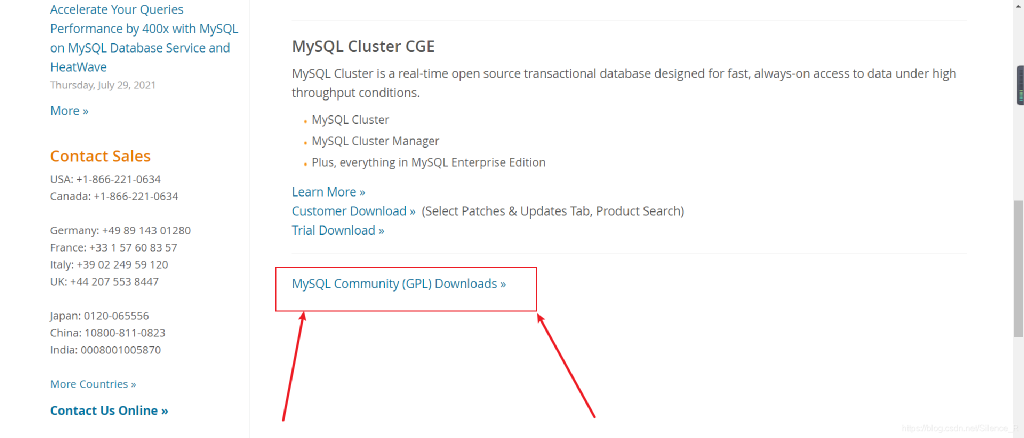 Accelerate Your Queries
Performance by 400x with MySQL
on MySQL Database Service and
HeatWave
Thursday, July 29, 2021
More »
Contact Sales
USA: +1-866-221-0634
Canada: +1-866-221-0634
Germany: +49 89 143 01280
France: +33 1 57 60 83 57
Italy: +39 02 249 59 120
UK: +44 207 553 8447
Japan: 0120-065556
China: 10800-811-0823
India: 0008001005870
More Countries »
Contact Us Online »
MySQL Cluster CGE
MySQL Cluster is a real-time open source transactional database designed for fast, always-on access to data under high
throughput conditions.
MySQL Cluster
MySQL Cluster Manager
Plus, everything in MySQL Enterprise Edition
Learn More »
Customer Download » (Select Patches & Updates Tab, Product Search)
Trial Download »
MySQL Community (GPL) Downloads »